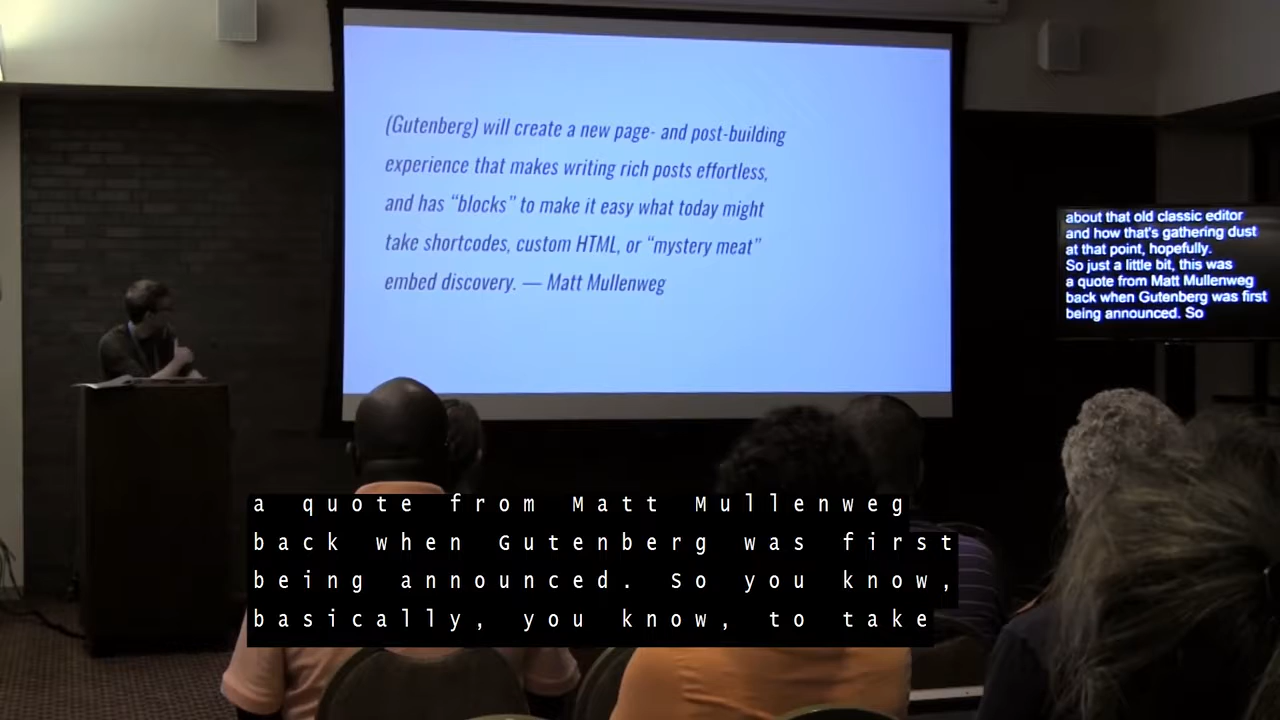 (Gutenberg) will create a new page- and post-building
experience that makes writing rich posts effortless,
and has “blocks” to make it easy what today might
take shortcodes, custom HTML, or “mystery meat”
embed discovery. — Matt Mullenweg
about that old classic editor
and how that's gathering dust
at that point, hopefully.
So just a little bit, this was
a quote from Matt Mullenweg
back when Gutenberg was first
being announced. So
a quote from Matt Mullenweg
back when Gutenberg was first
being announced. So you know,
basically, you know, to take